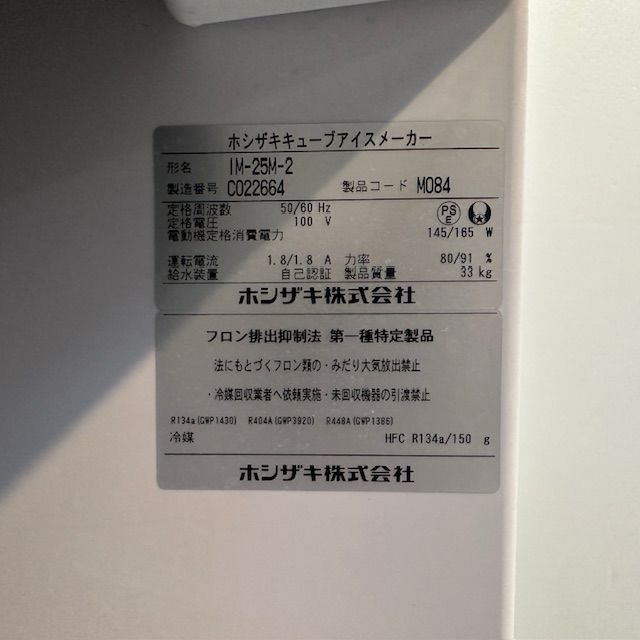 ホシザキキューブアイスメーカー
形名 IM-25M-2
製造番号 C022664 製品コード M084
定格周波数 50/60 Hz
定格電圧 100 V
PS E
電動機定格消費電力 145/165 W
運転電流 1.8/1.8 A 力率 80/91 %
給水装置 自己認証 製品質量 33 kg
ホシザキ株式会社
フロン排出抑制法 第一種特定製品
法にもとづくフロン類の・みだり大気放出禁止
・冷媒回収業者へ依頼実施・未回収機器の引渡禁止
R134a(GWP1430) R404A(GWP3920) R448A(GWP1386)
冷媒 HFC R134a/150 g
ホシザキ株式会社